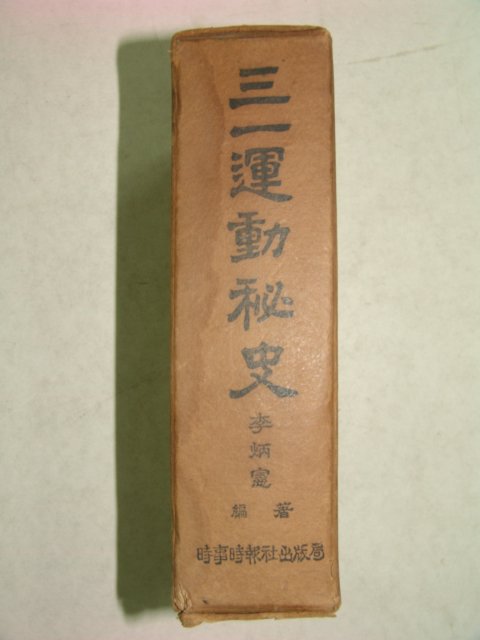 三一運動秘史
李炳憲
編著
時事時報社出版局